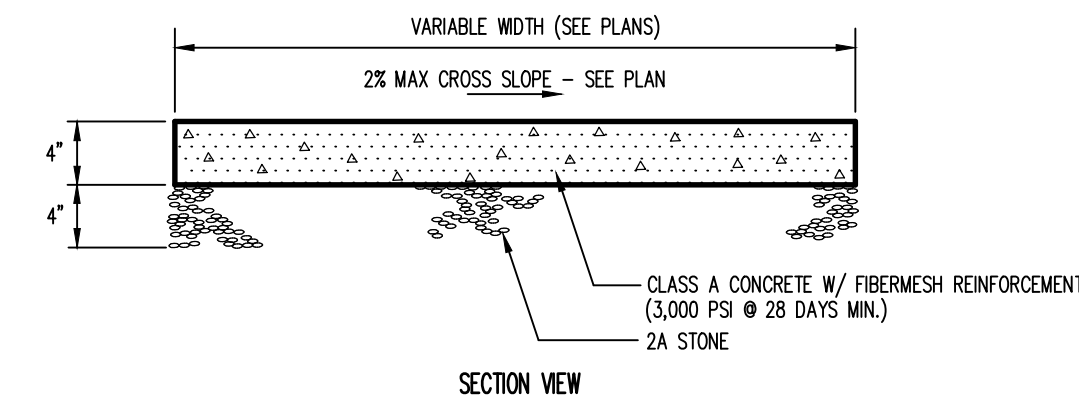 VARIABLE WIDTH (SEE PLANS)
2% MAX CROSS SLOPE - SEE PLAN
4"
4"
CLASS A CONCRETE W/ FIBERMESH REINFORCEMENT
(3,000 PSI @ 28 DAYS MIN.)
2A STONE
SECTION VIEW